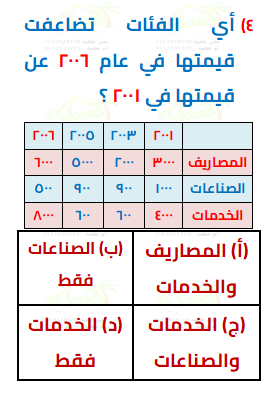 ٤) أي الفئات تضاعفت
قيمتها في عام ٢٠٠٦ عن
قيمتها في ٢٠٠١ ؟
٢٠٠١ ٢٠٠٣ ٢٠٠٥ ٢٠٠٦
المصاريف ٣٠٠٠ ٢٠٠٠ ٥٠٠٠ ٦٠٠٠
الصناعات ١٠٠٠ ٩٠٠ ٩٠٠ ٥٠٠
الخدمات ٤٠٠٠ ٦٠٠ ٦٠٠ ٨٠٠٠
(أ) المصاريف
والخدمات
(ب) الصناعات
فقط
(ج) الخدمات
والصناعات
(د) الخدمات
فقط